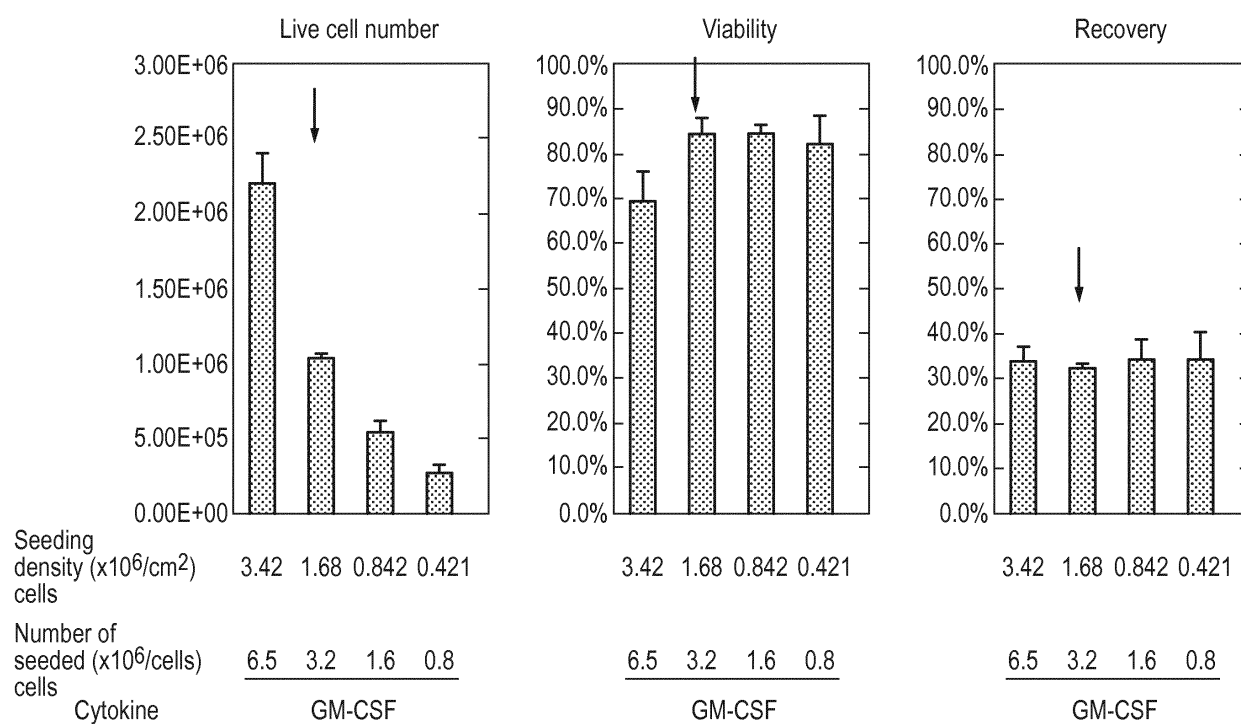 Live cell number
3.00E+06
2.50E+06
2.00E+06
1.50E+06
1.00E+06
5.00E+05
0.00E+00
Viability
100.0%
90.0%
80.0%
70.0%
60.0%
50.0%
40.0%
30.0%
20.0%
10.0%
0.0%
Recovery
100.0%
90.0%
80.0%
70.0%
60.0%
50.0%
40.0%
30.0%
20.0%
10.0%
0.0%
Seeding
density (x10⁶/cm²) 3.42 1.68 0.842 0.421 3.42 1.68 0.842 0.421 3.42 1.68 0.842 0.421
cells
Number of
seeded (x10⁶/cells) 6.5 3.2 1.6 0.8 6.5 3.2 1.6 0.8 6.5 3.2 1.6 0.8
cells
Cytokine GM-CSF GM-CSF GM-CSF